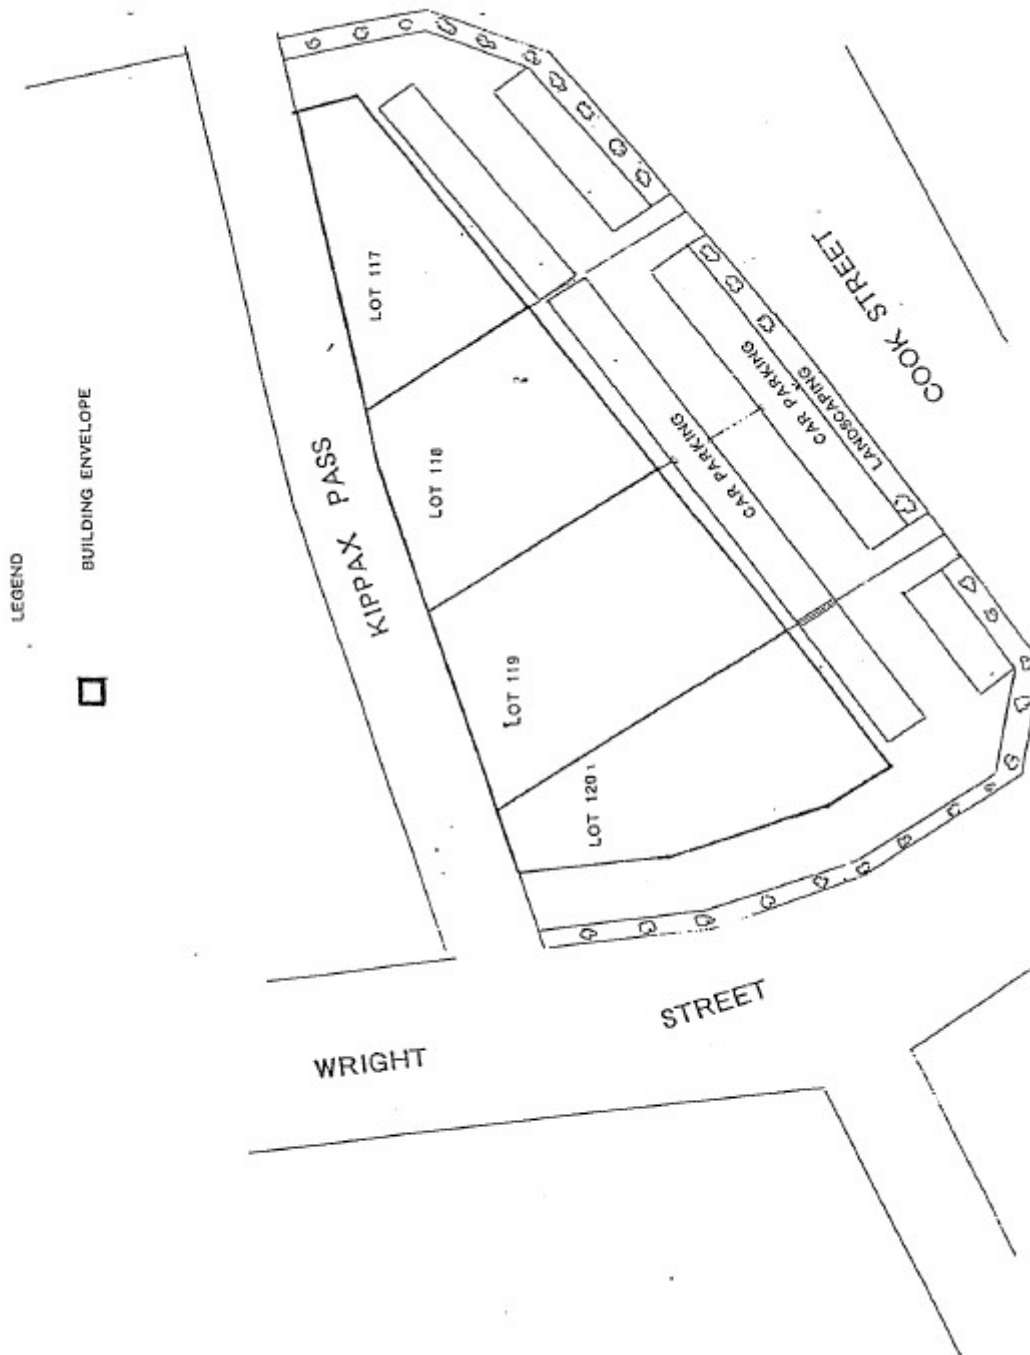 LEGEND
BUILDING ENVELOPE
KIPPAX PASS
LOT 117
LOT 118
LOT 119
LOT 120
CAR PARKING
CAR PARKING
LANDSCAPING
COOK STREET
WRIGHT STREET